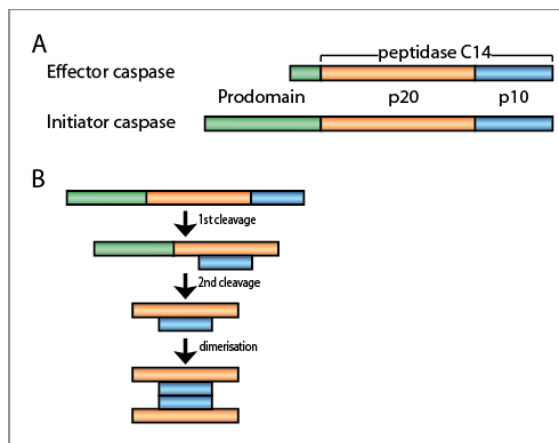 A
peptidase C14
Effector caspase
Prodomain p20 p10
Initiator caspase
B
1st cleavage
2nd cleavage
dimerisation